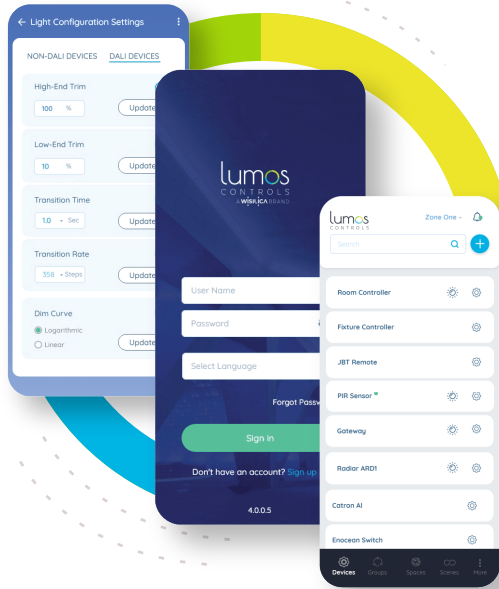 ← Light Configuration Settings
NON-DALI DEVICES DALI DEVICES
High-End Trim
100 % Update
Low-End Trim
10 % Update
Transition Time
1.0 Sec Update
Transition Rate
358 Steps Update
Dim Curve
Logarithmic
Linear Update
lumos
CONTROLS
A WISILICA BRAND
User Name
Password
Select Language
Forgot Passw
Sign in
Don't have an account? Sign up
4.0.0.5
lumos
CONTROLS
Zone One
Search
Room Controller
Fixture Controller
JBT Remote
PIR Sensor
Gateway
Radiar ARD1
Catron AI
Enocean Switch
Devices Groups Spaces Scenes More